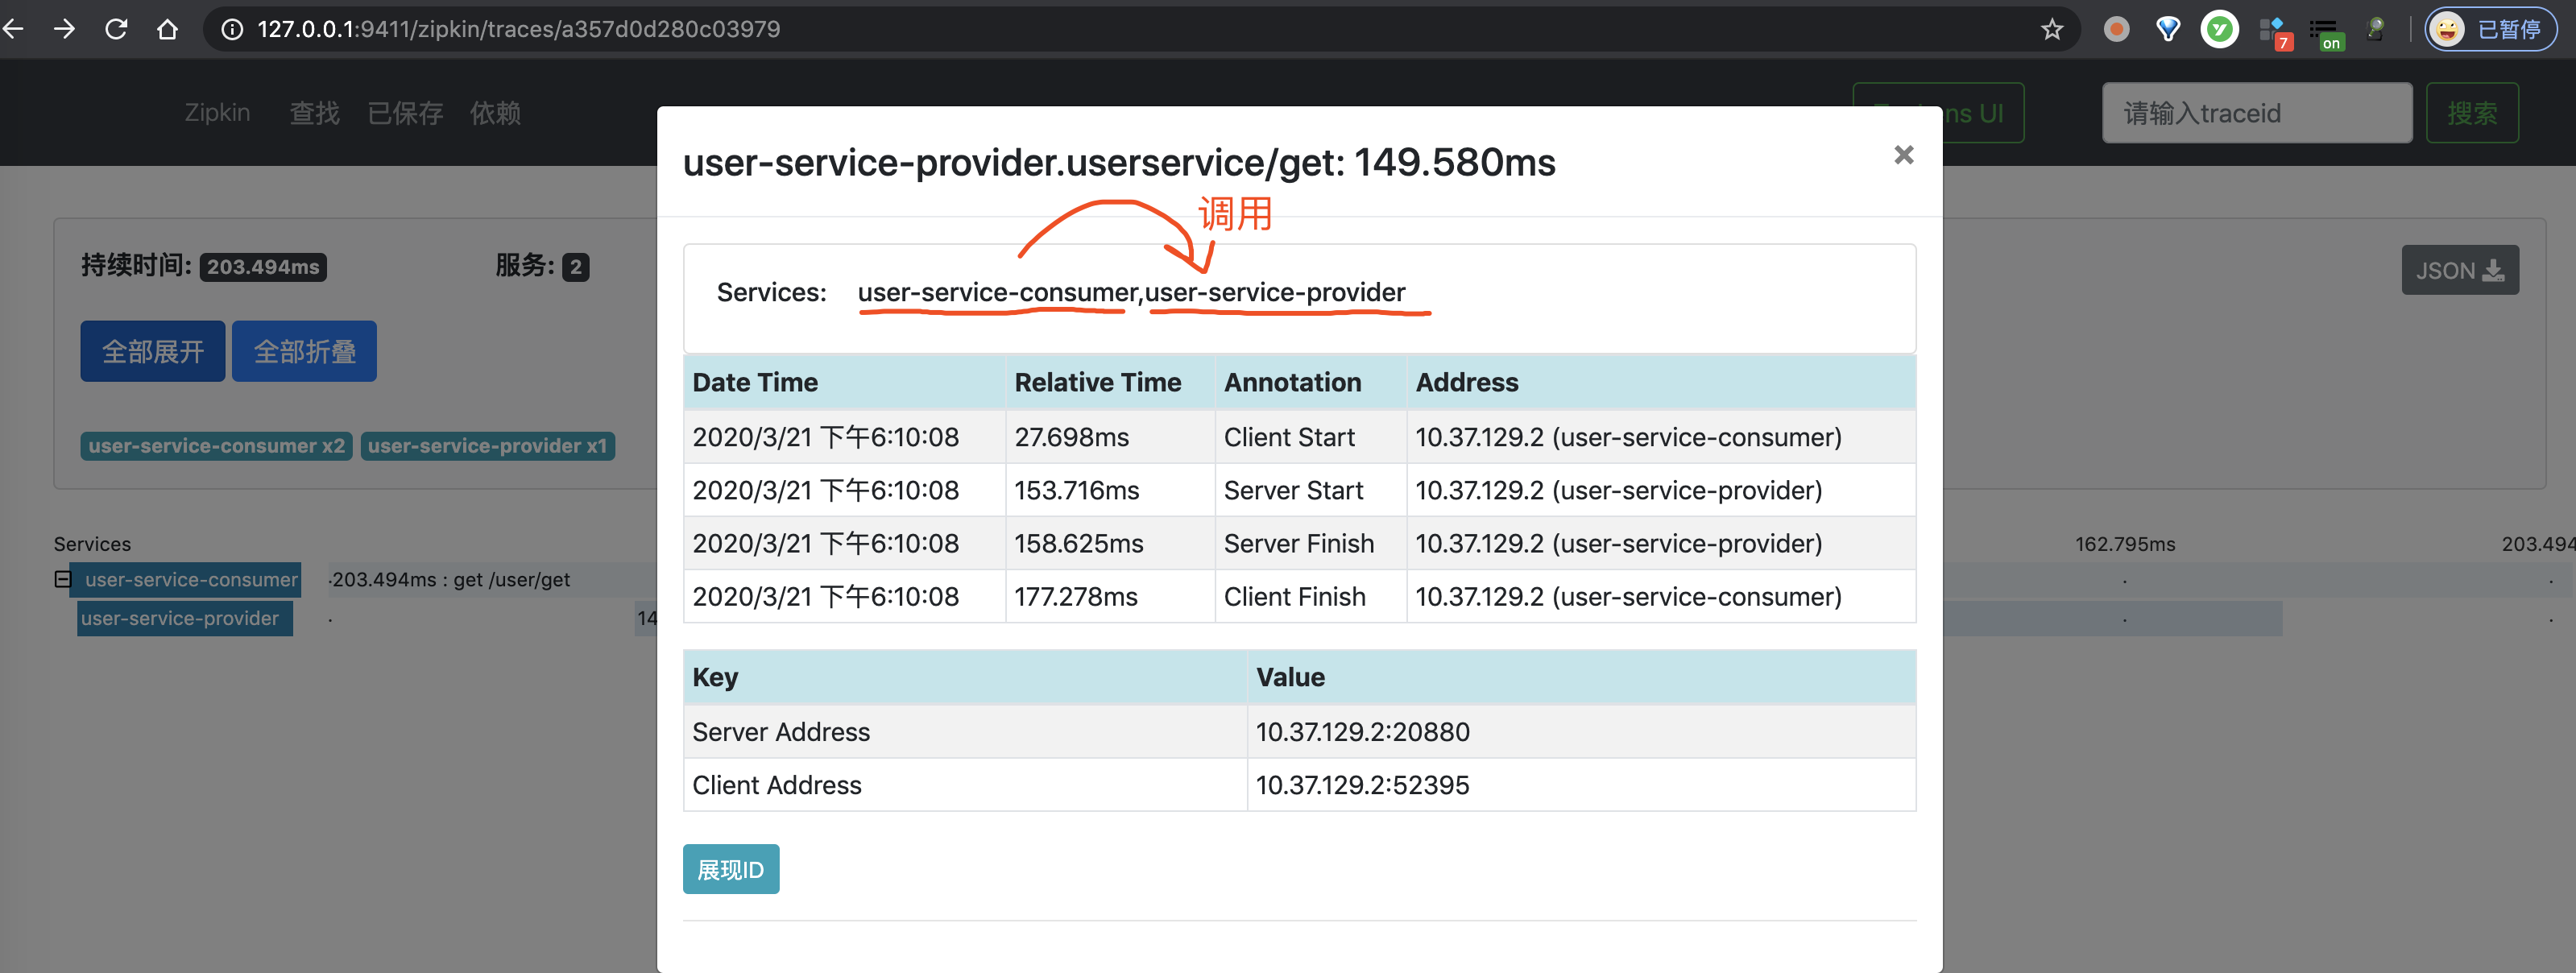 127.0.0.1:9411/zipkin/traces/a357d0d280c03979
7
on
已暂停
Zipkin 查找 已保存 依赖
ns UI
请输入traceid
搜索
user-service-provider.userservice/get: 149.580ms
×
调用
持续时间: 203.494ms
服务: 2
JSON
Services: user-service-consumer,user-service-provider
全部展开 全部折叠
user-service-consumer x2 user-service-provider x1
Date Time Relative Time Annotation Address
2020/3/21 下午6:10:08 27.698ms Client Start 10.37.129.2 (user-service-consumer)
2020/3/21 下午6:10:08 153.716ms Server Start 10.37.129.2 (user-service-provider)
2020/3/21 下午6:10:08 158.625ms Server Finish 10.37.129.2 (user-service-provider)
2020/3/21 下午6:10:08 177.278ms Client Finish 10.37.129.2 (user-service-consumer)
Services
162.795ms
203.494
user-service-consumer
203.494ms : get /user/get
user-service-provider
14
Key Value
Server Address 10.37.129.2:20880
Client Address 10.37.129.2:52395
展现ID